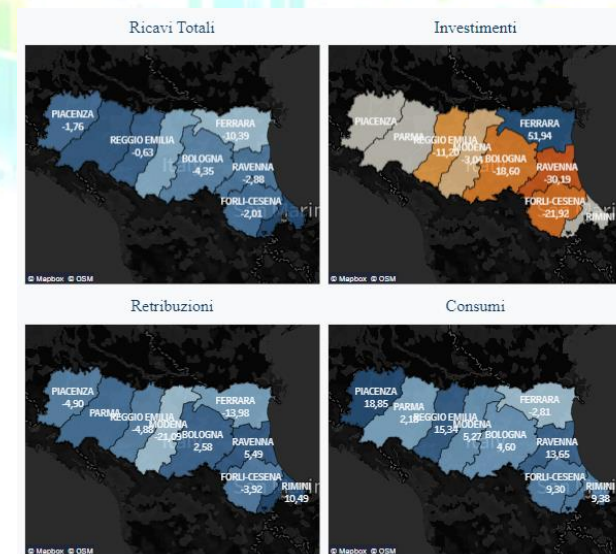 Ricavi Totali
PIACENZA
-1,76
REGGIO EMILIA
-0,63
BOLOGNA
-4,35
FERRARA
-10,39
RAVENNA
-2,88
FORLI-CESENA
-2,01
© Mapbox © OSM
Investimenti
PIACENZA
PARMA
REGGIO EMILIA
-11,20
MODENA
-3,04
BOLOGNA
-18,60
FERRARA
51,94
RAVENNA
-30,19
FORLI-CESENA
-21,92
RIMINI
© Mapbox © OSM
Retribuzioni
PIACENZA
-4,90
PARMA
REGGIO EMILIA
-4,88
MODENA
-21,09
BOLOGNA
2,58
FERRARA
-13,98
RAVENNA
5,49
FORLI-CESENA
-3,92
RIMINI
10,49
© Mapbox © OSM
Consumi
PIACENZA
18,85
PARMA
REGGIO EMILIA
15,34
MODENA
5,27
BOLOGNA
4,60
FERRARA
-2,81
RAVENNA
FORLI-CESENA
9,30
RIMINI
9,38
© Mapbox © OSM